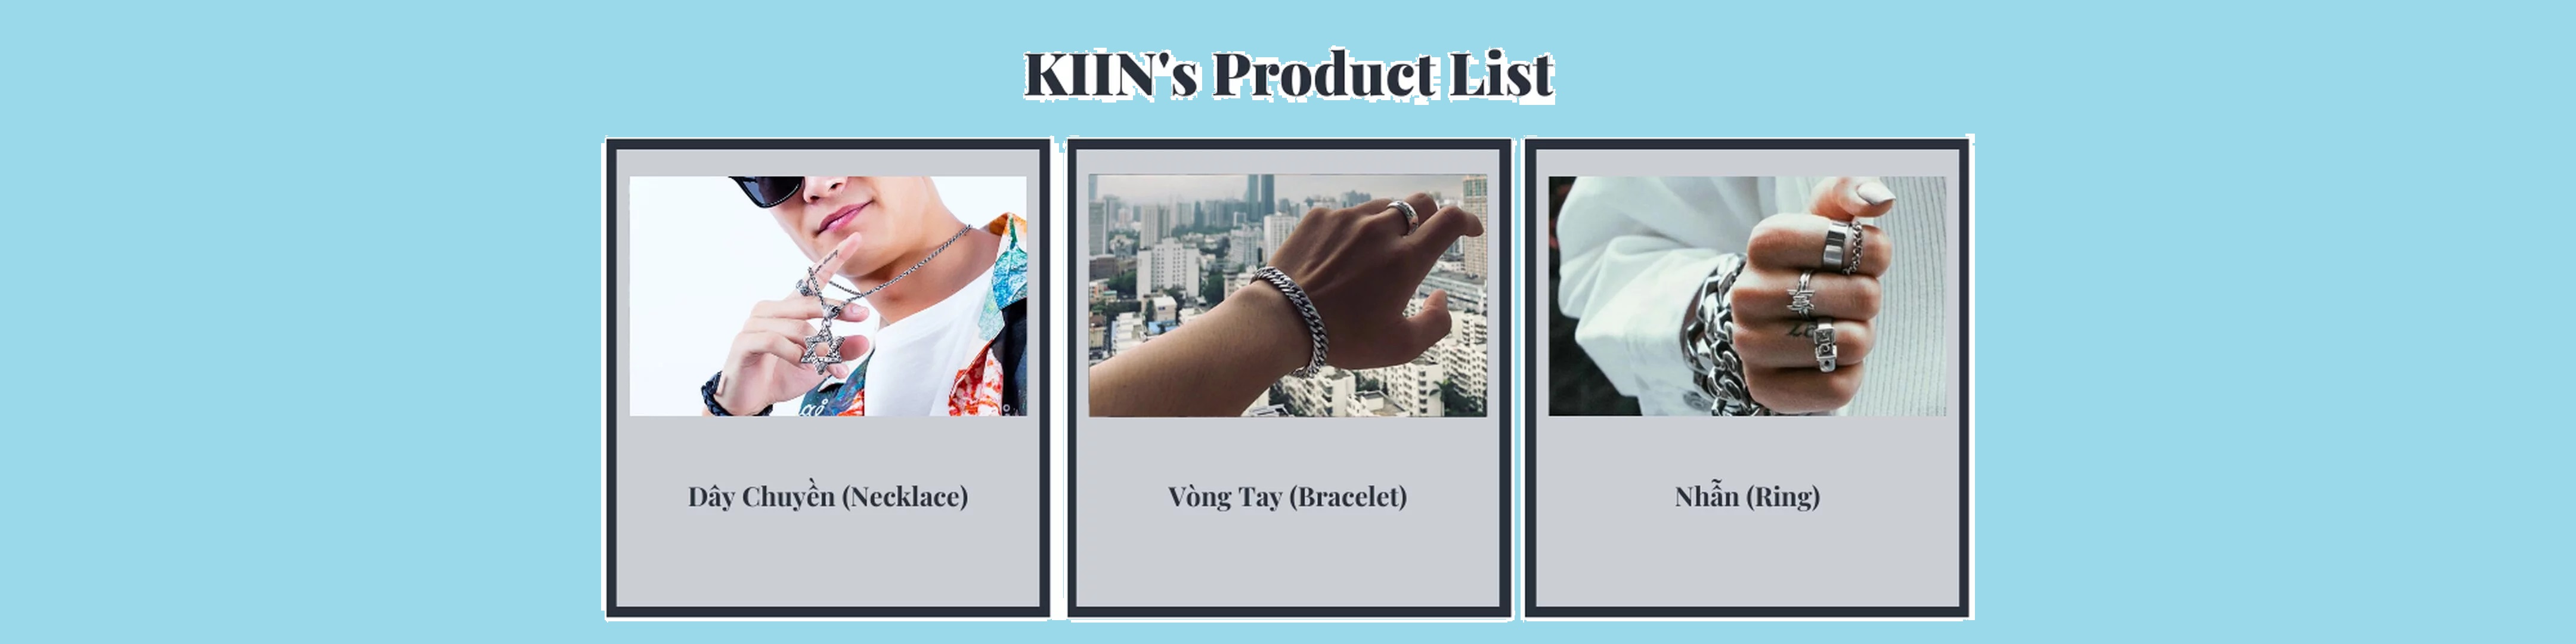 KIIN's Product List
Dây Chuyền (Necklace)
Vòng Tay (Bracelet)
Nhẫn (Ring)